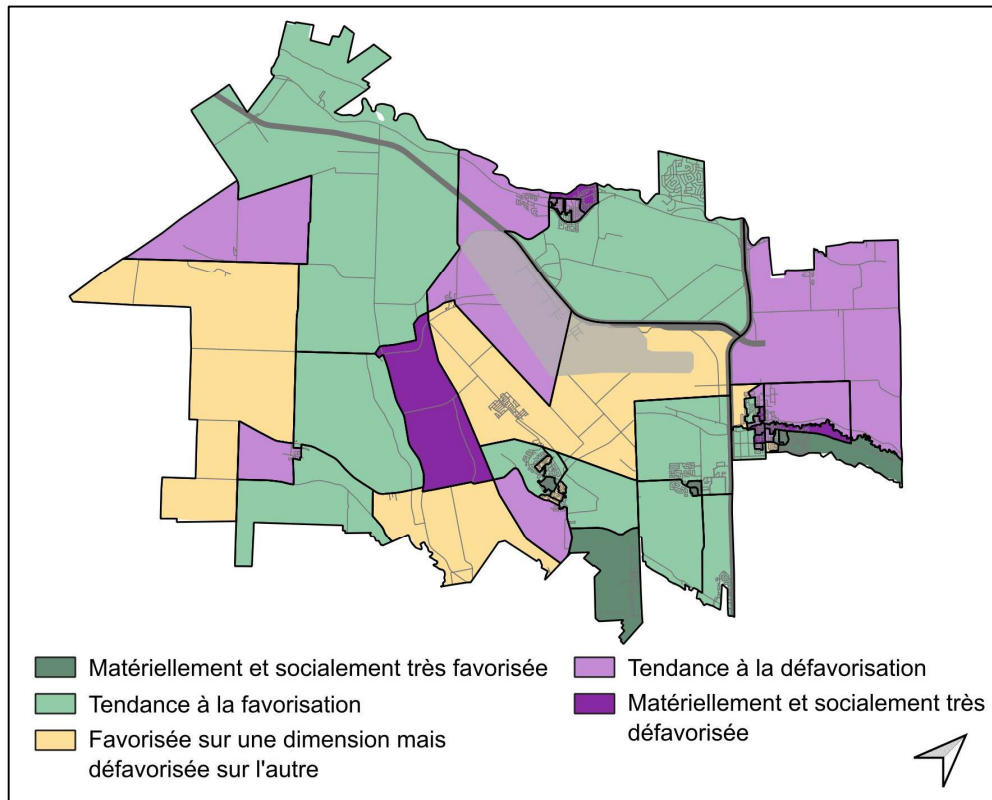 Matériellement et socialement très favorisée
Tendance à la favorisation
Favorisée sur une dimension mais
défavorisée sur l'autre
Tendance à la défavorisation
Matériellement et socialement très
défavorisée